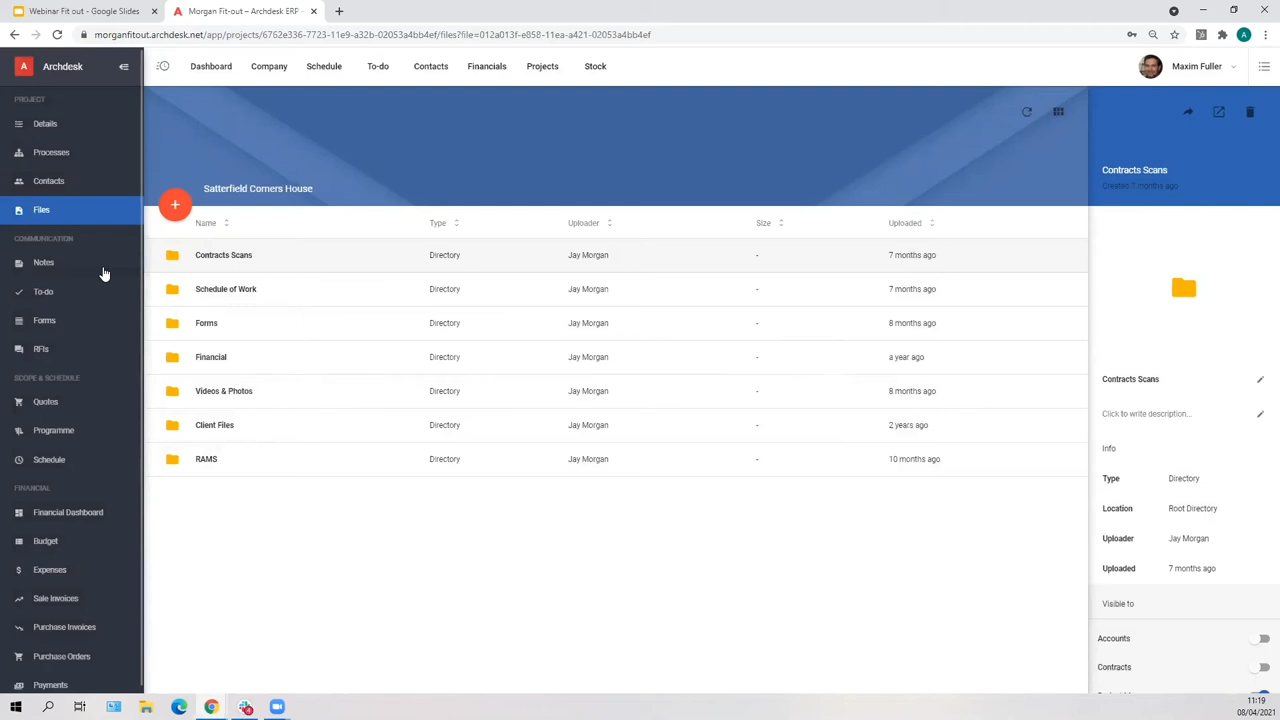 Webinar Fit out - Google Slides
Morgan Fit-out – Archdesk ERP -
morganfitout.archdesk.net/app/projects/6762e336-7723-11e9-a32b-02053a4bb4ef/files?file=012a013f-e858-11ea-a421-02053a4bb4ef
A
A Archdesk
Dashboard Company Schedule To-do Contacts Financials Projects Stock
Maxim Fuller
PROJECT
Details
Processes
Contacts
Files
COMMUNICATION
Notes
To-do
Forms
RFIs
SCOPE & SCHEDULE
Quotes
Programme
Schedule
FINANCIAL
Financial Dashboard
Budget
Expenses
Sale Invoices
Purchase Invoices
Purchase Orders
Payments
Satterfield Corners House
+
Name Type Uploader Size Uploaded
Contracts Scans Directory Jay Morgan - 7 months ago
Schedule of Work Directory Jay Morgan - 7 months ago
Forms Directory Jay Morgan - 8 months ago
Financial Directory Jay Morgan - a year ago
Videos & Photos Directory Jay Morgan - 8 months ago
Client Files Directory Jay Morgan - 2 years ago
RAMS Directory Jay Morgan - 10 months ago
Contracts Scans
Created 7 months ago
Contracts Scans
Click to write description...
Info
Type Directory
Location Root Directory
Uploader Jay Morgan
Uploaded 7 months ago
Visible to
Accounts
Contracts
11:19
08/04/2021